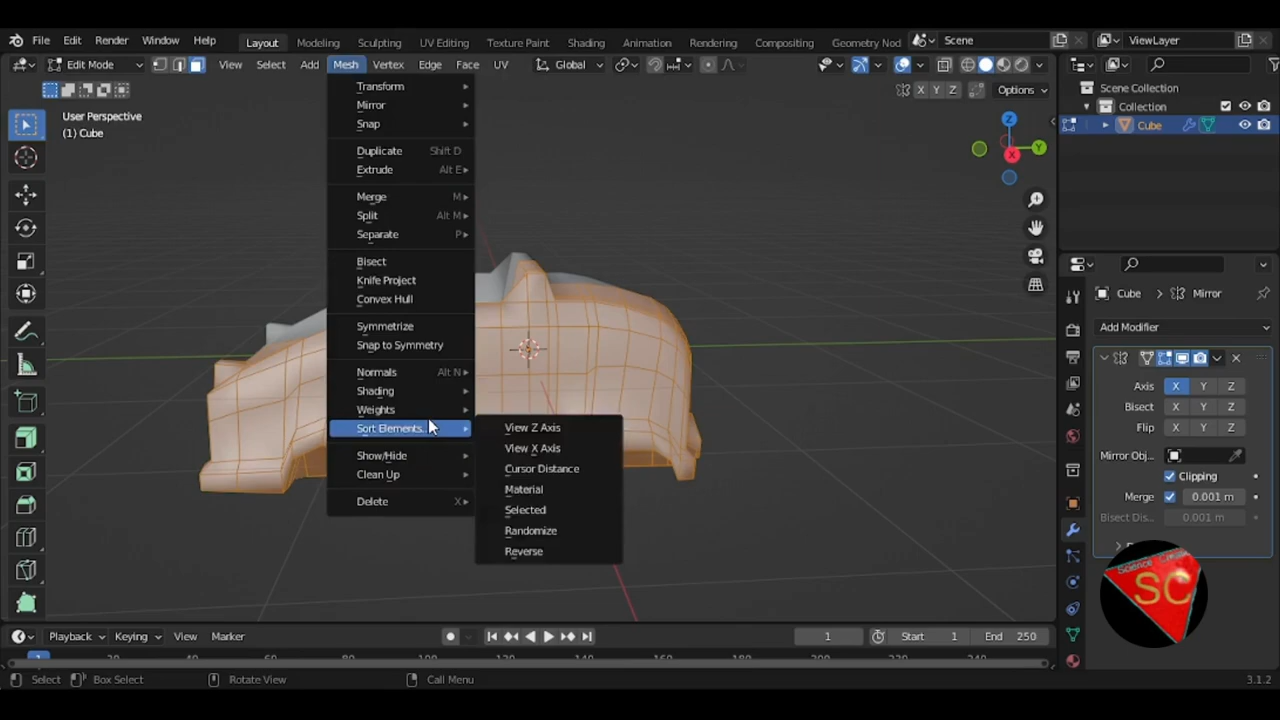 File Edit Render Window Help
Layout Modeling Sculpting UV Editing Texture Paint Shading Animation Rendering Compositing Geometry Nod
Scene
ViewLayer
Edit Mode
View Select Add Mesh Vertex Edge Face UV
Global
X Y Z
Options
User Perspective
(1) Cube
Transform
Mirror
Snap
Duplicate Shift D
Extrude Alt E
Merge M
Split Alt M
Separate P
Bisect
Knife Project
Convex Hull
Symmetrize
Snap to Symmetry
Normals Alt N
Shading
Weights
Sort Elements...
Show/Hide
Clean Up
Delete X
View Z Axis
View X Axis
Cursor Distance
Material
Selected
Randomize
Reverse
Z
Y
X
Scene Collection
Collection
Cube
Cube > Mirror
Add Modifier
Axis X Y Z
Bisect X Y Z
Flip X Y Z
Mirror Obj...
Clipping
Merge 0.001 m
Bisect Dis... 0.001 m
SC
Playback Keying View Marker
1
Start 1
End 250
Select
Box Select
Rotate View
Call Menu
3.1.2